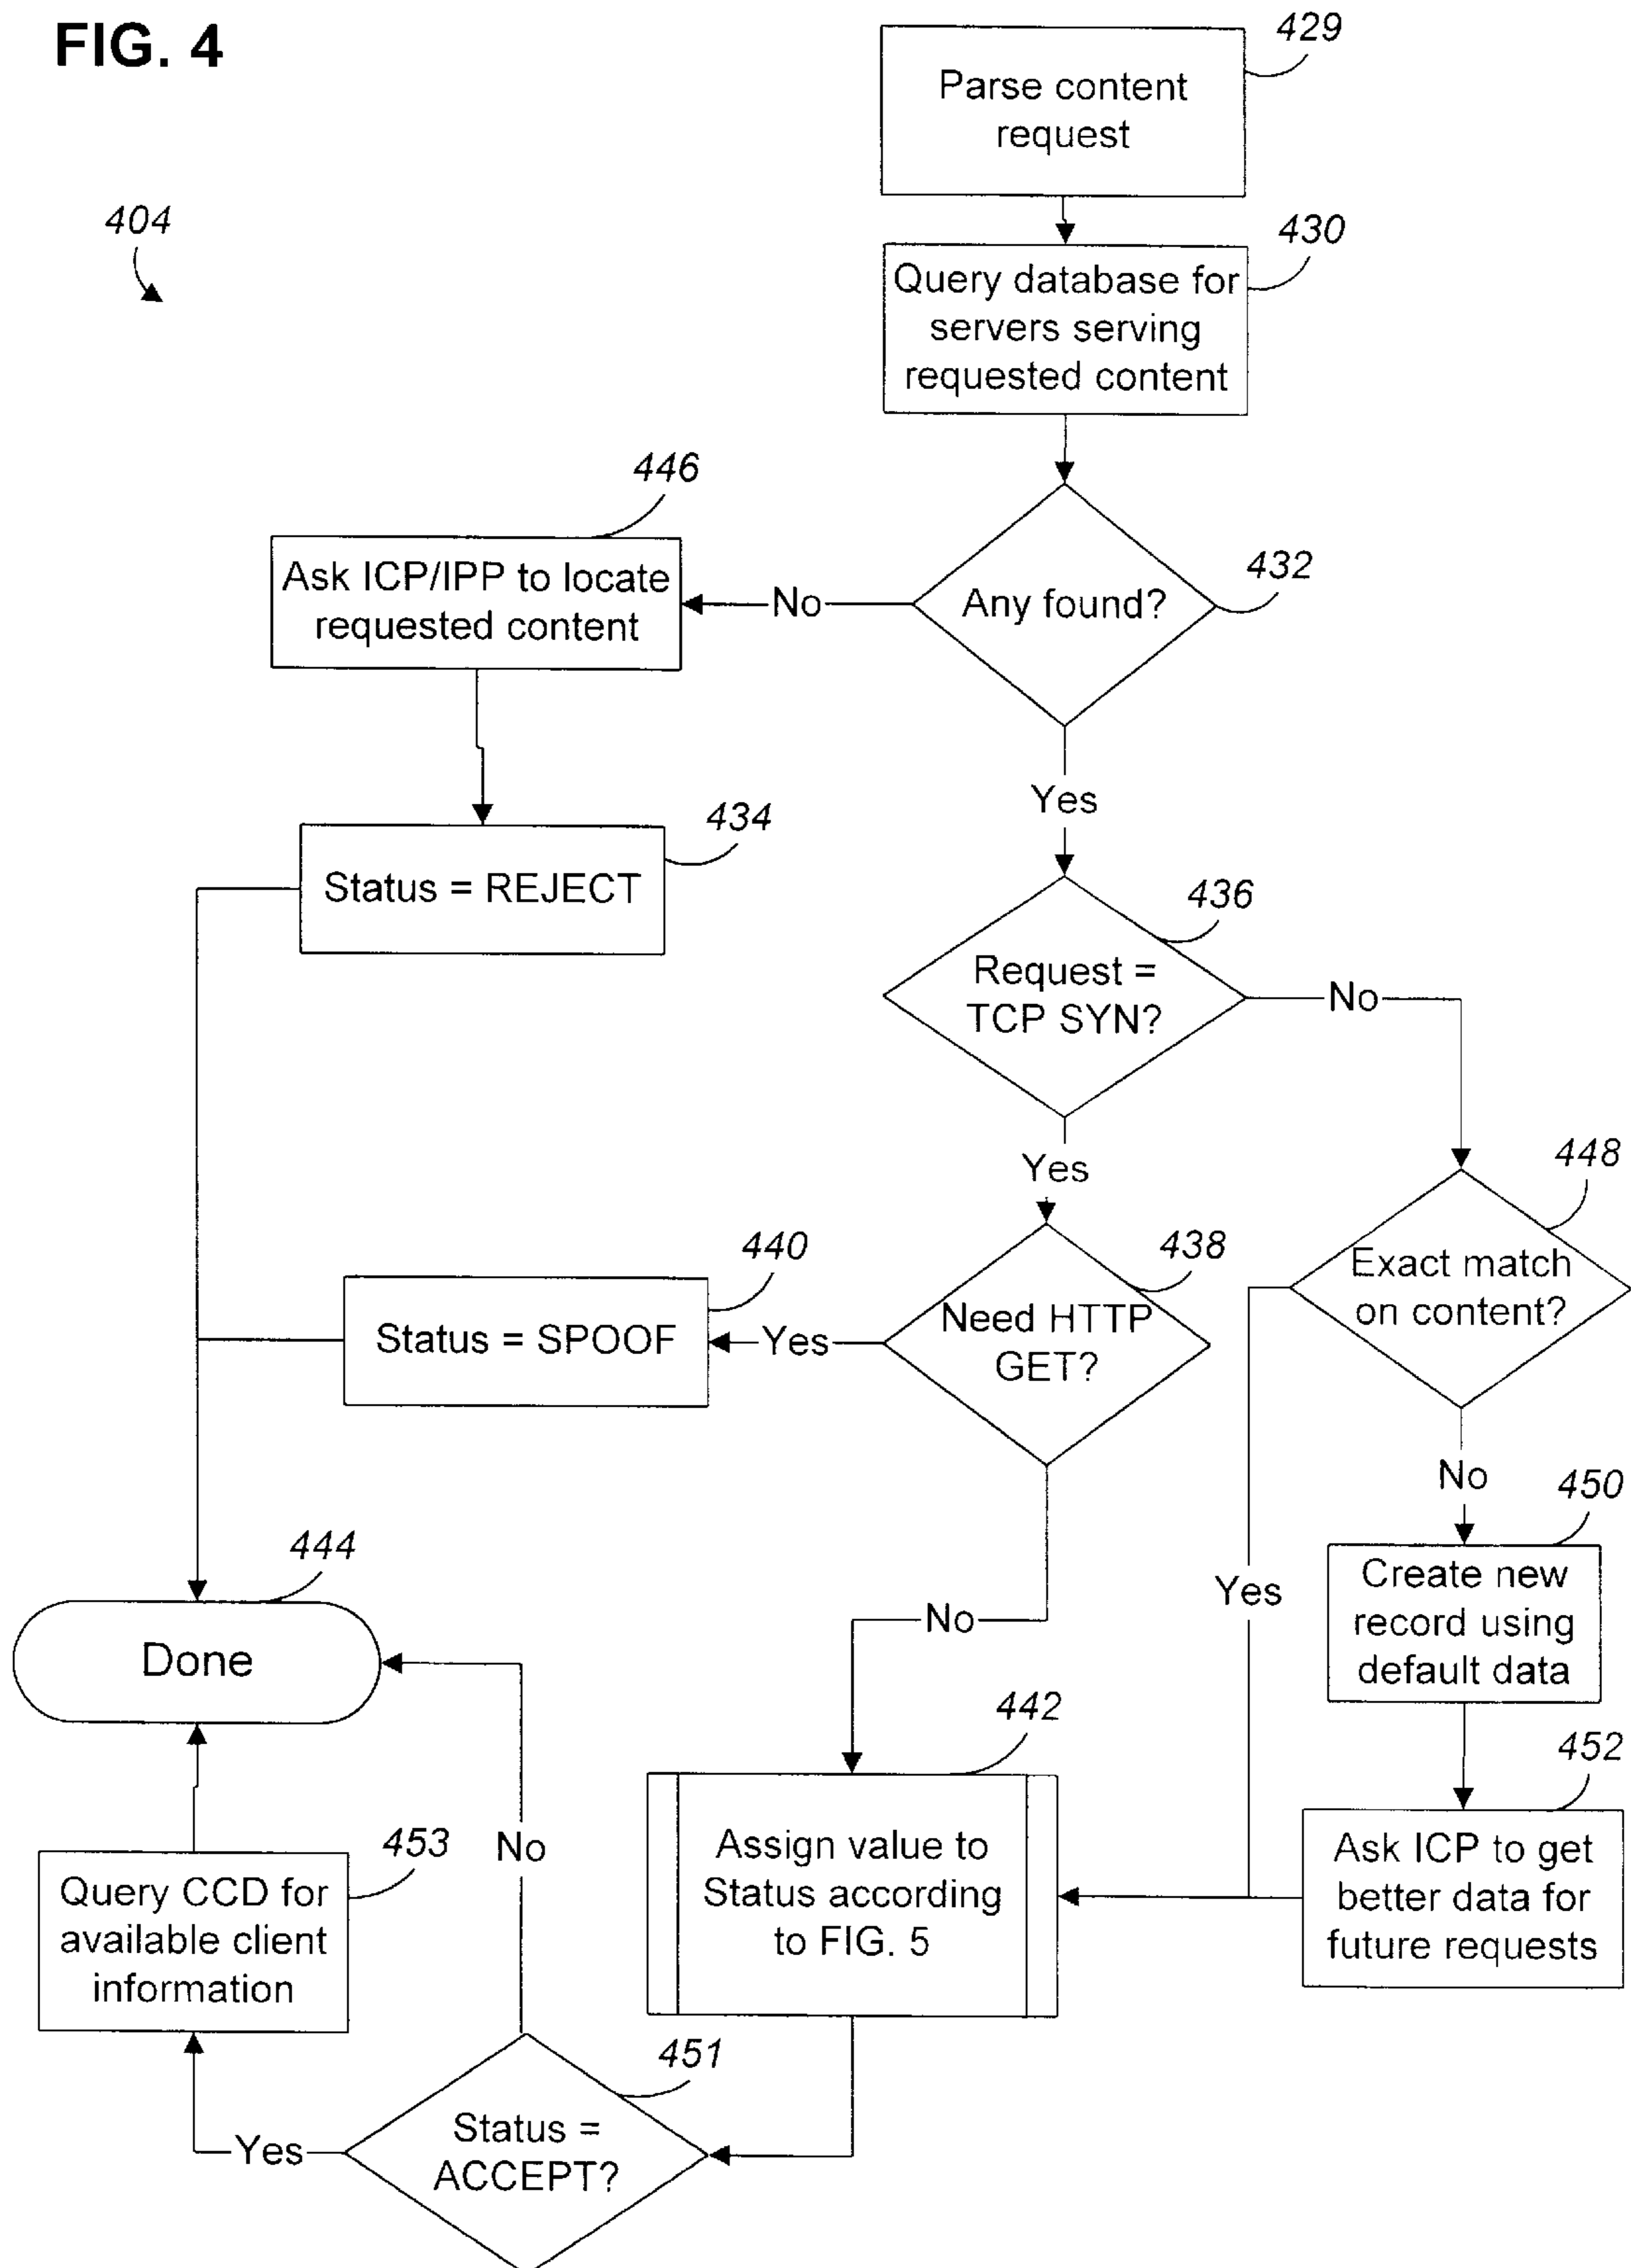 FIG. 4
429
Parse content
request
404
430
Query database for
servers serving
requested content
446
Ask ICP/IPP to locate
requested content
No
432
Any found?
Yes
434
Status = REJECT
436
Request =
TCP SYN?
No
Yes
448
Exact match
on content?
440
Status = SPOOF
Yes
438
Need HTTP
GET?
No
450
Create new
record using
default data
Yes
444
Done
No
442
Assign value to
Status according
to FIG. 5
452
Ask ICP to get
better data for
future requests
453
Query CCD for
available client
information
No
451
Status =
ACCEPT?
Yes